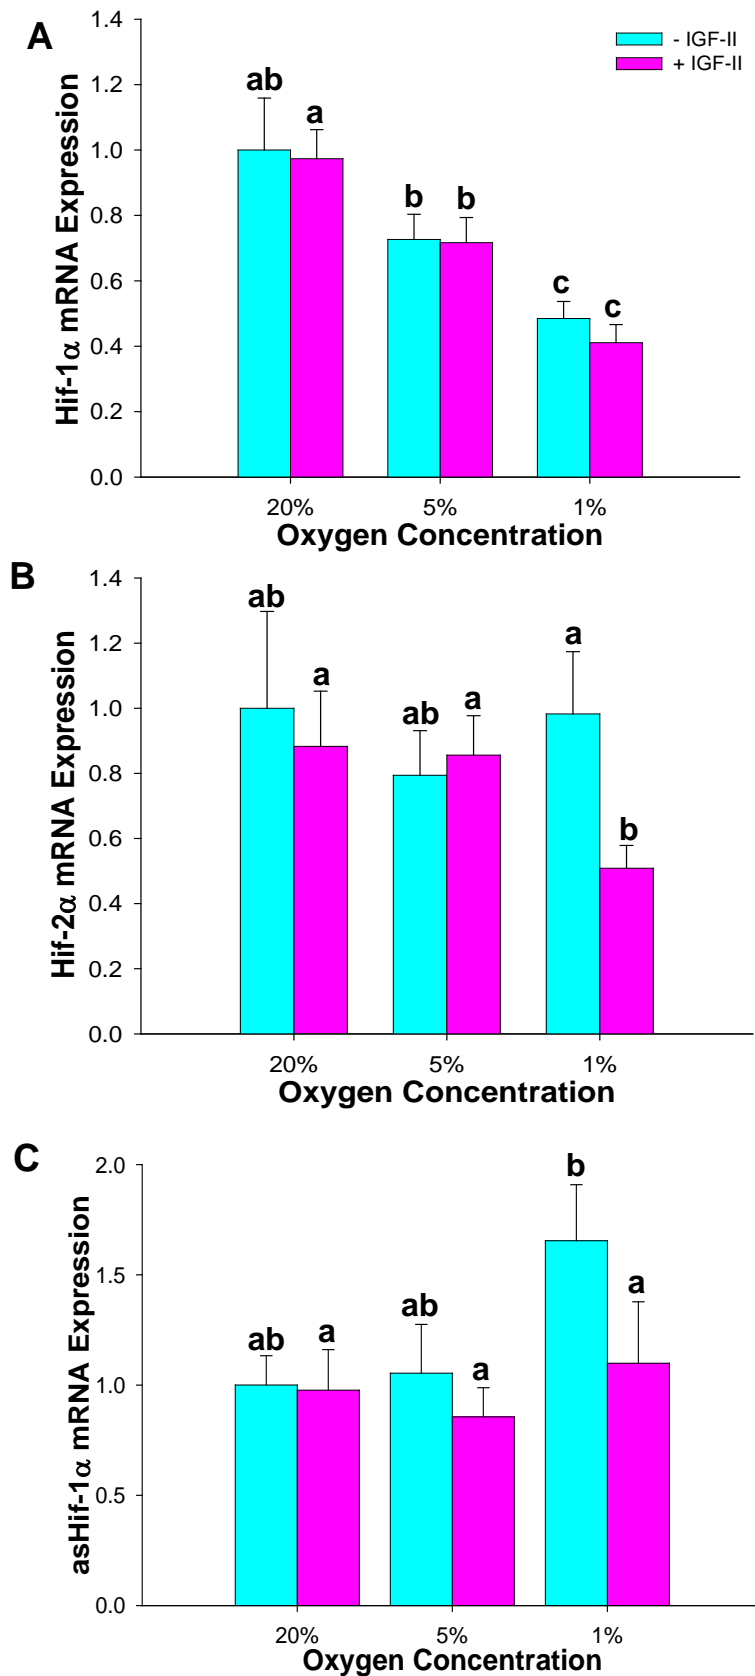 A
- IGF-II
+ IGF-II
Hif-1α mRNA Expression
1.4
1.2
1.0
0.8
0.6
0.4
0.2
0.0
ab a b b c c
20% 5% 1%
Oxygen Concentration
B
Hif-2α mRNA Expression
1.4
1.2
1.0
0.8
0.6
0.4
0.2
0.0
ab a ab a a b
20% 5% 1%
Oxygen Concentration
C
asHif-1α mRNA Expression
2.0
1.5
1.0
0.5
0.0
ab a ab a b a
20% 5% 1%
Oxygen Concentration